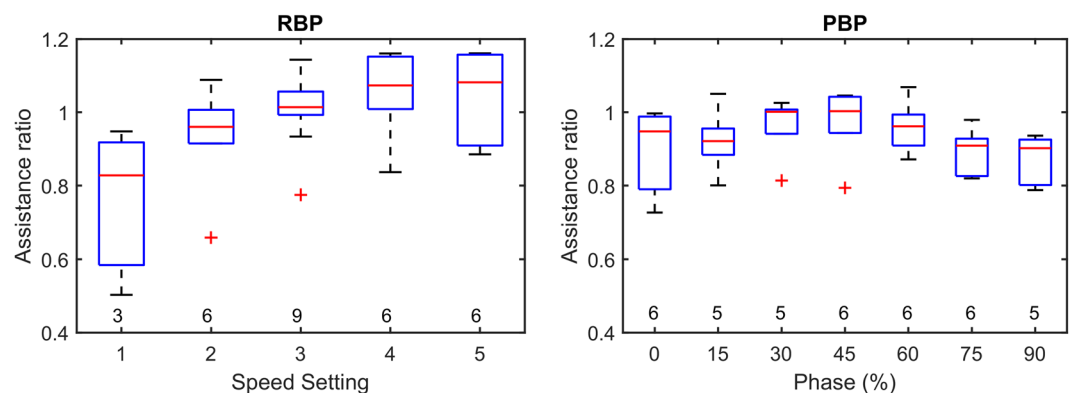 RBP
1.2
1
0.8
0.6
0.4
Assistance ratio
3 6 9 6 6
1 2 3 4 5
Speed Setting
PBP
1.2
1
0.8
0.6
0.4
Assistance ratio
6 5 5 6 6 6 5
0 15 30 45 60 75 90
Phase (%)